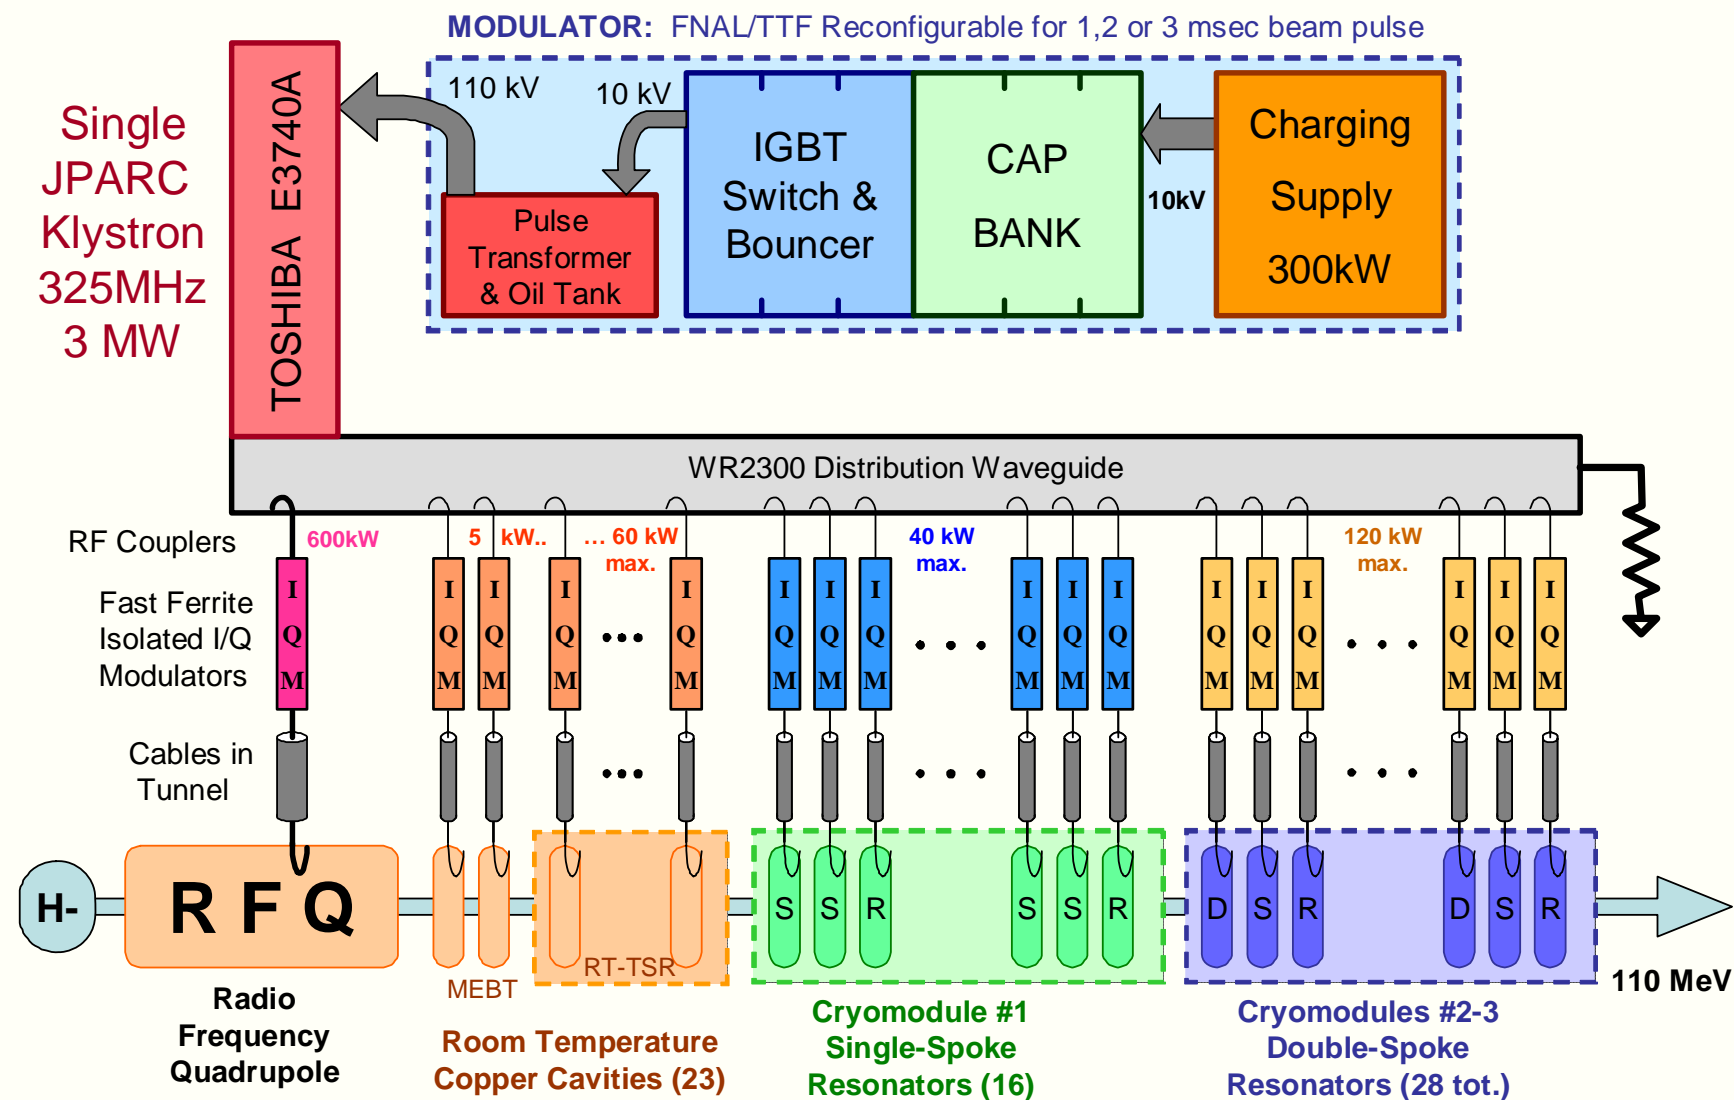 MODULATOR: FNAL/TTF Reconfigurable for 1,2 or 3 msec beam pulse
Single
JPARC
Klystron
325MHz
3 MW
TOSHIBA E3740A
110 kV
10 kV
Pulse
Transformer
& Oil Tank
IGBT
Switch &
Bouncer
CAP
BANK
10kV
Charging
Supply
300kW
WR2300 Distribution Waveguide
RF Couplers
600kW
5 kW..
... 60 kW
max.
40 kW
max.
120 kW
max.
Fast Ferrite
Isolated I/Q
Modulators
I I I I I I I I I I I I I I I I I
Q Q Q Q Q Q Q Q Q Q Q Q Q Q Q Q Q
M M M M M M M M M M M M M M M M M
•••
• • •
• • •
Cables in
Tunnel
•••
• • •
• • •
H-
R F Q
S S R
S S R
D S R
D S R
MEBT
RT-TSR
110 MeV
Radio
Frequency
Quadrupole
Room Temperature
Copper Cavities (23)
Cryomodule #1
Single-Spoke
Resonators (16)
Cryomodules #2-3
Double-Spoke
Resonators (28 tot.)